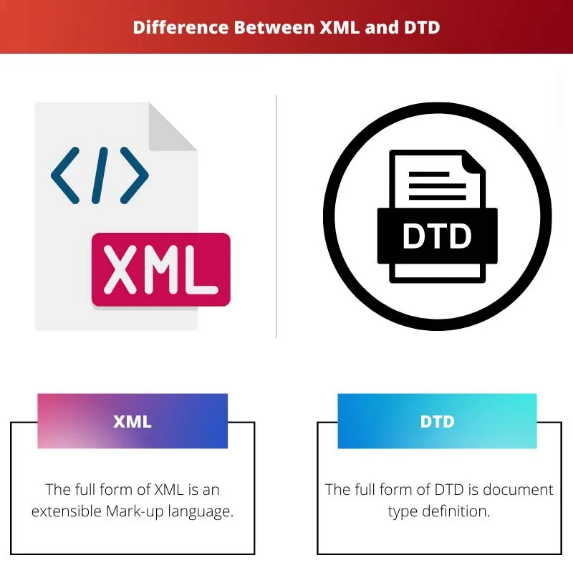 Difference Between XML and DTD
</>
XML
DTD
XML
DTD
The full form of XML is an
extensible Mark-up language.
The full form of DTD is document
type definition.